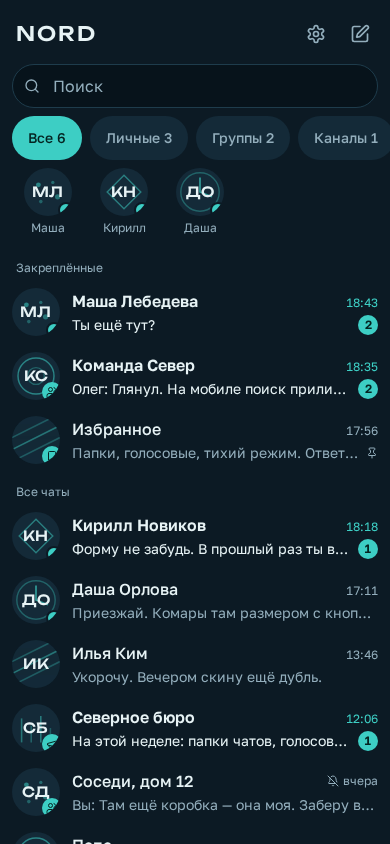 NORD
Поиск
Все 6 Личные 3 Группы 2 Каналы 1
МЛ КН ДО
Маша Кирилл Даша
Закреплённые
МЛ Маша Лебедева 18:43
Ты ещё тут? 2
КС Команда Север 18:35
Олег: Глянул. На мобиле поиск прили... 2
Избранное 17:56
Папки, голосовые, тихий режим. Ответ...
Все чаты
КН Кирилл Новиков 18:18
Форму не забудь. В прошлый раз ты в... 1
ДО Даша Орлова 17:11
Приезжай. Комары там размером с кноп...
ИК Илья Ким 13:46
Укорочу. Вечером скину ещё дубль.
СБ Северное бюро 12:06
На этой неделе: папки чатов, голосов... 1
СД Соседи, дом 12 вчера
Вы: Там ещё коробка — она моя. Заберу в...